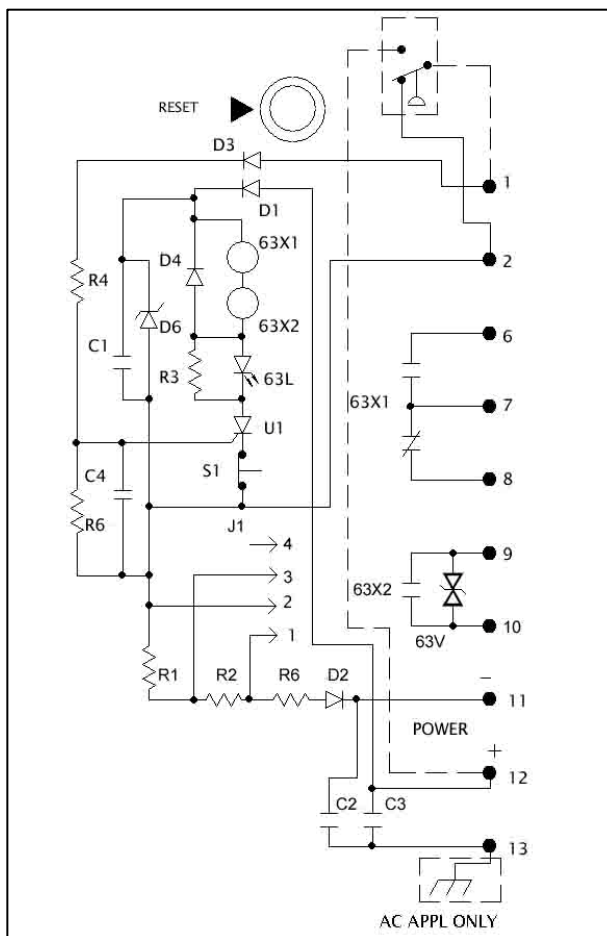 RESET
D3
1
D1
2
63X1
D4
R4
D6
63X2
C1
6
R3
63L
63X1
7
U1
C4
S1
8
R6
J1
4
9
3
63X2
2
10
63V
1
R1
R2
R6
D2
–
11
POWER
+
12
C2
C3
13
AC APPL ONLY